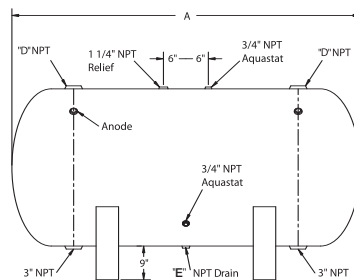 A
"D" NPT
1 1/4" NPT
Relief
6"
6"
3/4" NPT
Aquastat
"D" NPT
Anode
3/4" NPT
Aquastat
3" NPT
9"
"E" NPT Drain
3" NPT